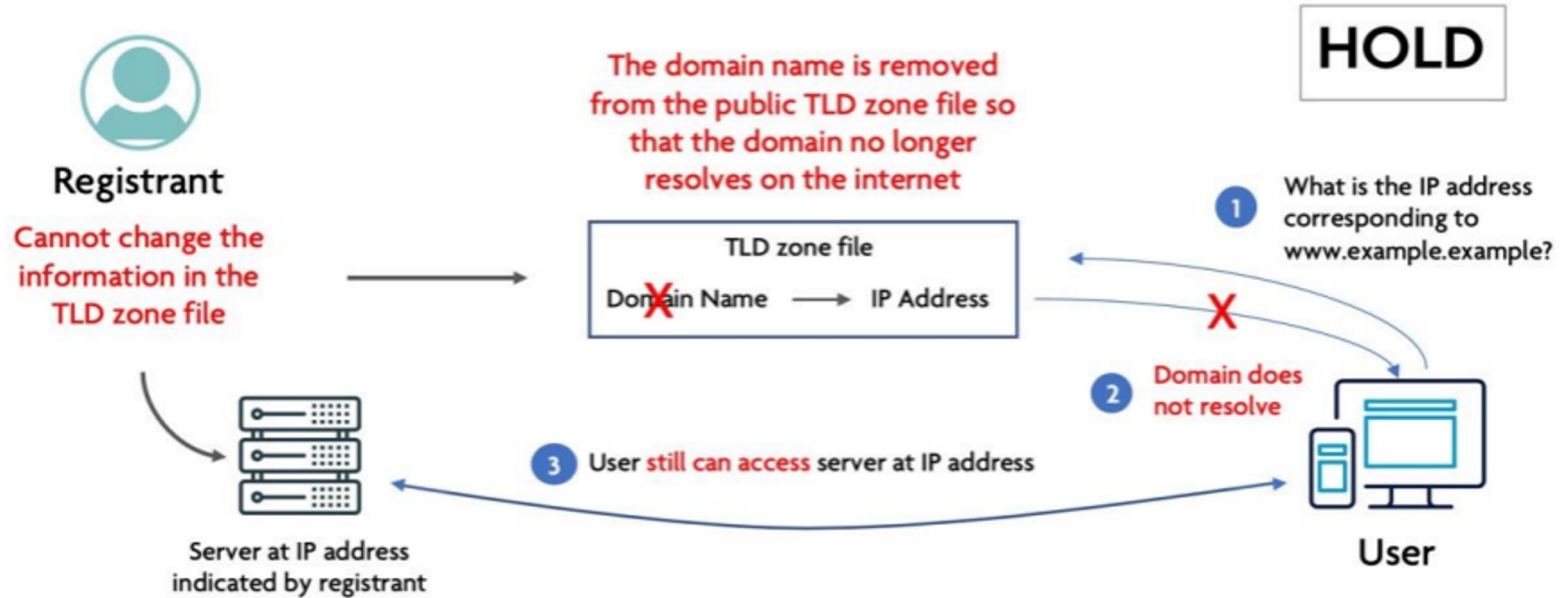 HOLD
Registrant
Cannot change the
information in the
TLD zone file
The domain name is removed
from the public TLD zone file so
that the domain no longer
resolves on the internet
TLD zone file
Domain Name
IP Address
X
1
What is the IP address
corresponding to
www.example.example?
X
2
Domain does
not resolve
3
User still can access server at IP address
Server at IP address
indicated by registrant
User